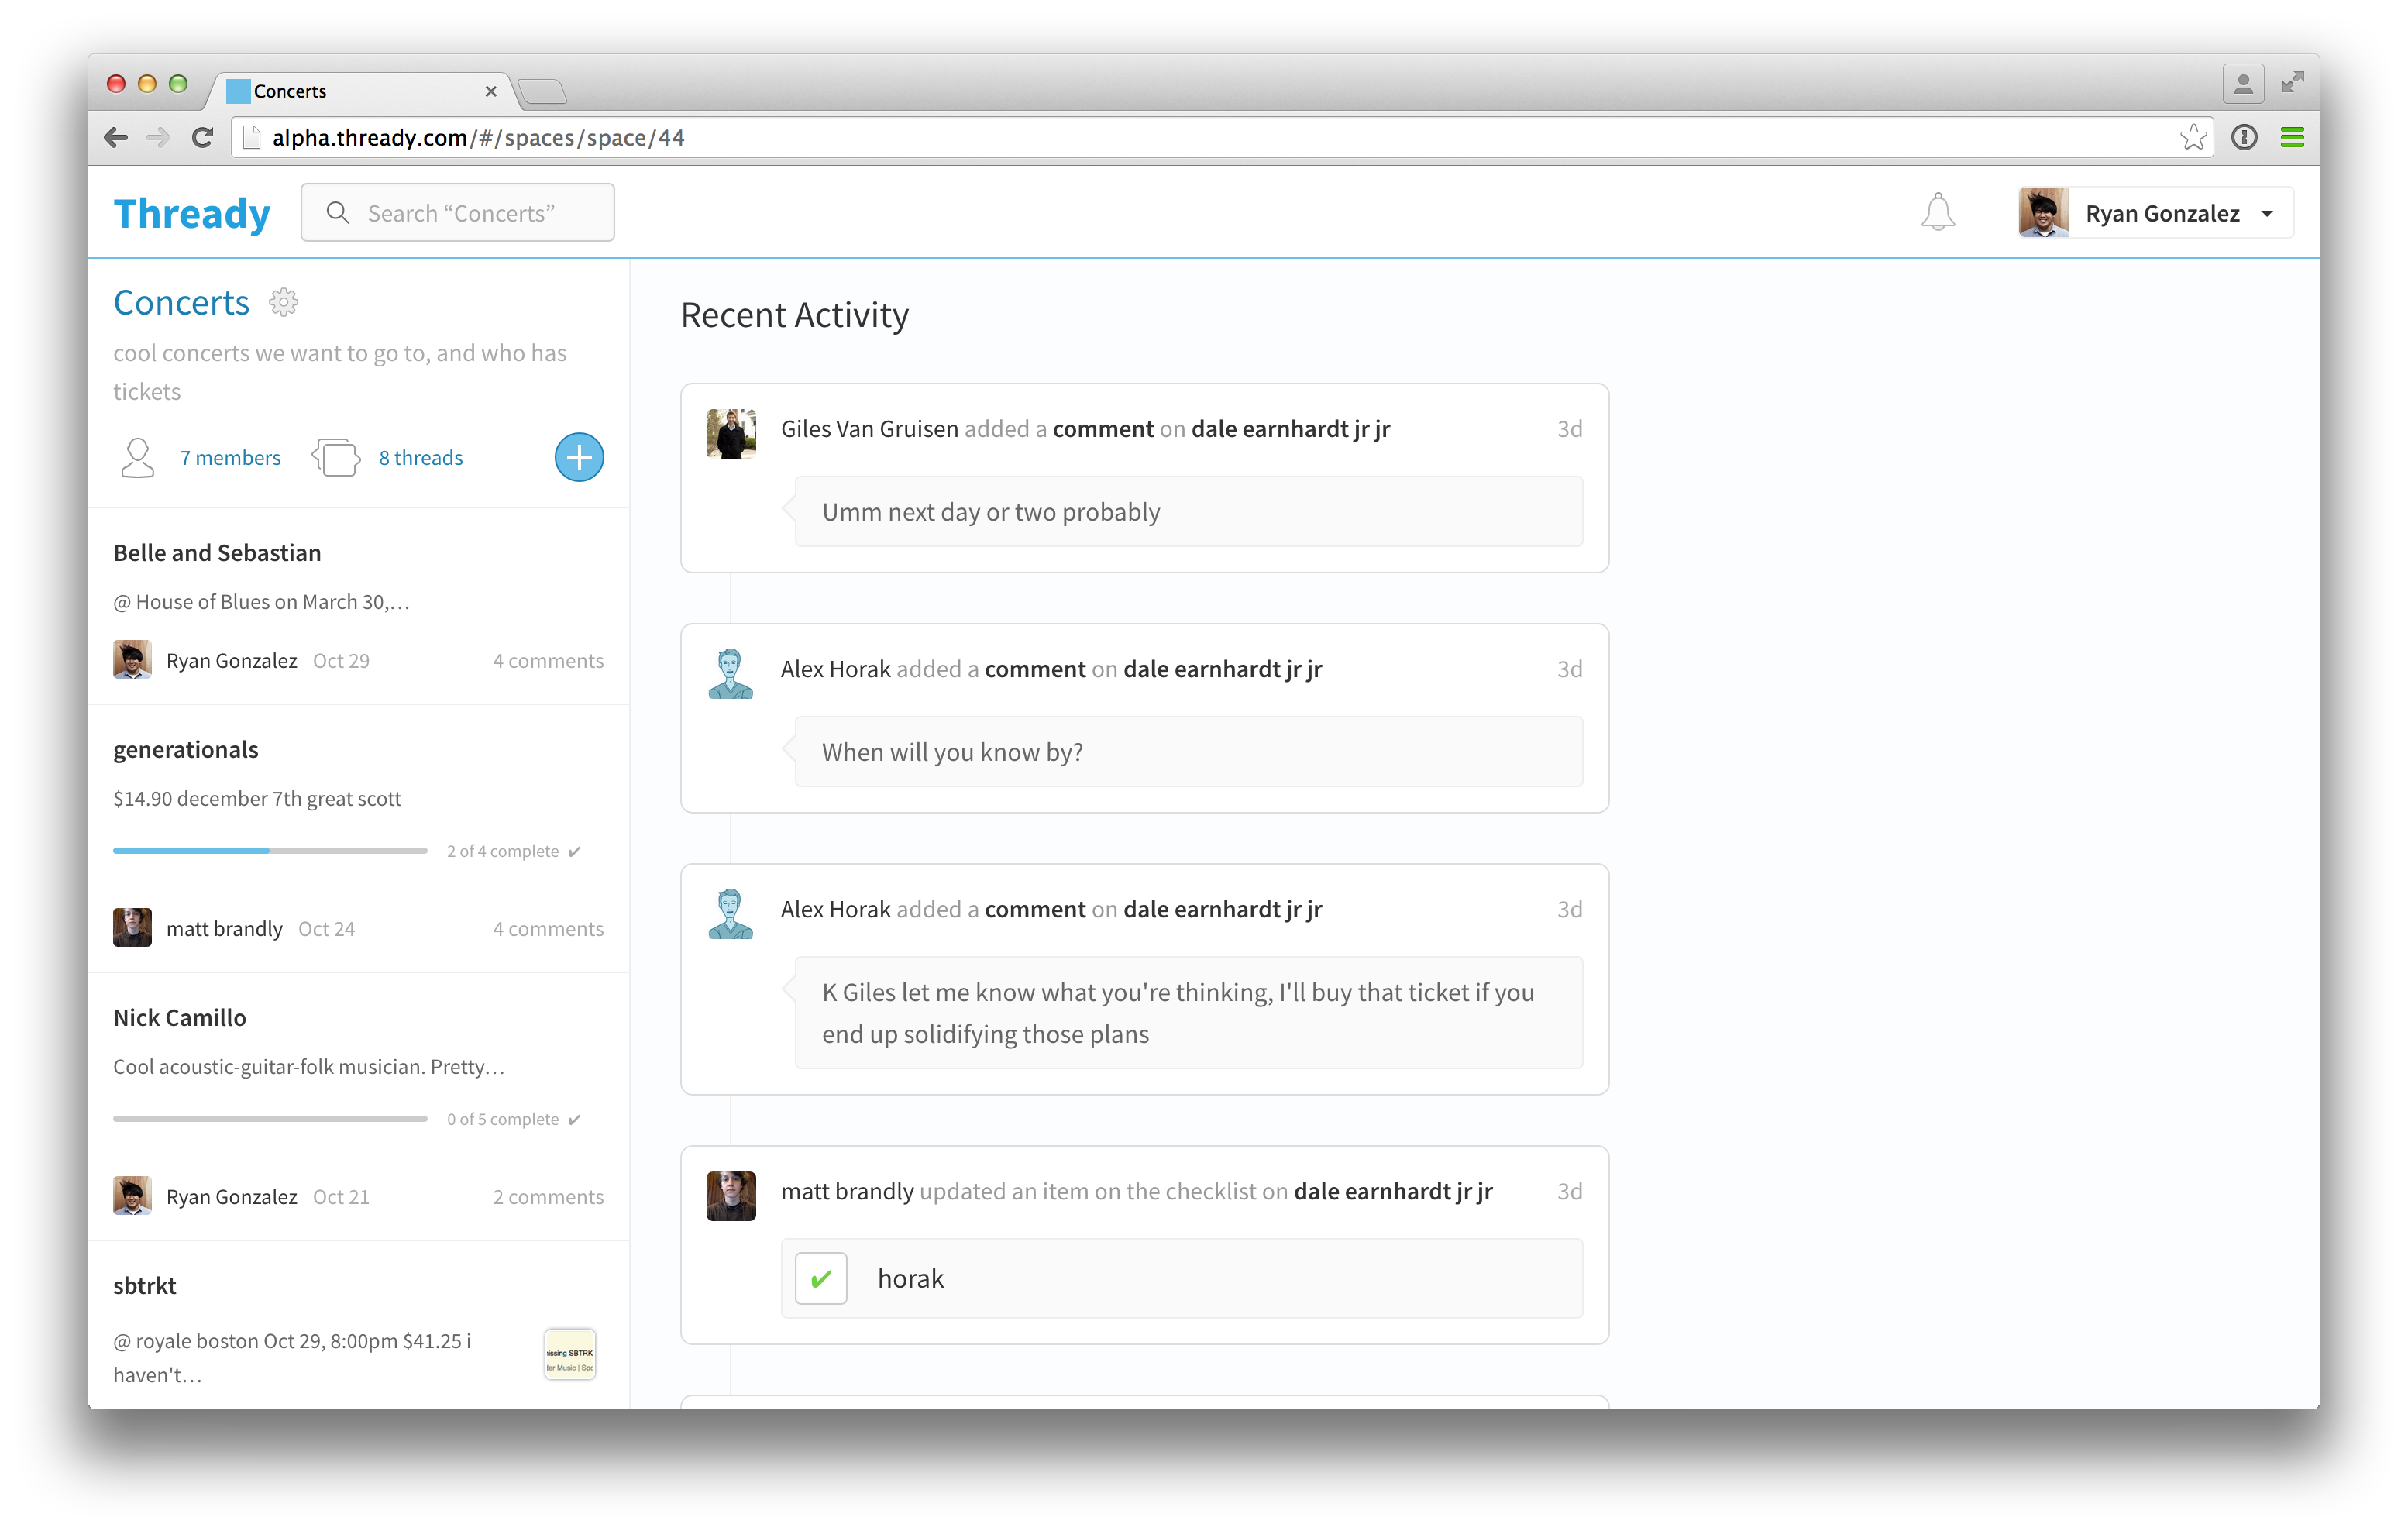 Concerts
alpha.thready.com/#/spaces/space/44
Thready
Search “Concerts”
Ryan Gonzalez
Concerts
cool concerts we want to go to, and who has
tickets
7 members
8 threads
Belle and Sebastian
@ House of Blues on March 30,…
Ryan Gonzalez Oct 29 4 comments
generationals
$14.90 december 7th great scott
2 of 4 complete ✔
matt brandly Oct 24 4 comments
Nick Camillo
Cool acoustic-guitar-folk musician. Pretty…
0 of 5 complete ✔
Ryan Gonzalez Oct 21 2 comments
sbtrkt
@ royale boston Oct 29, 8:00pm $41.25 i
haven't…
issing SBTRK
ler Music | Spo
Recent Activity
Giles Van Gruisen added a comment on dale earnhardt jr jr 3d
Umm next day or two probably
Alex Horak added a comment on dale earnhardt jr jr 3d
When will you know by?
Alex Horak added a comment on dale earnhardt jr jr 3d
K Giles let me know what you're thinking, I'll buy that ticket if you
end up solidifying those plans
matt brandly updated an item on the checklist on dale earnhardt jr jr 3d
✔ horak